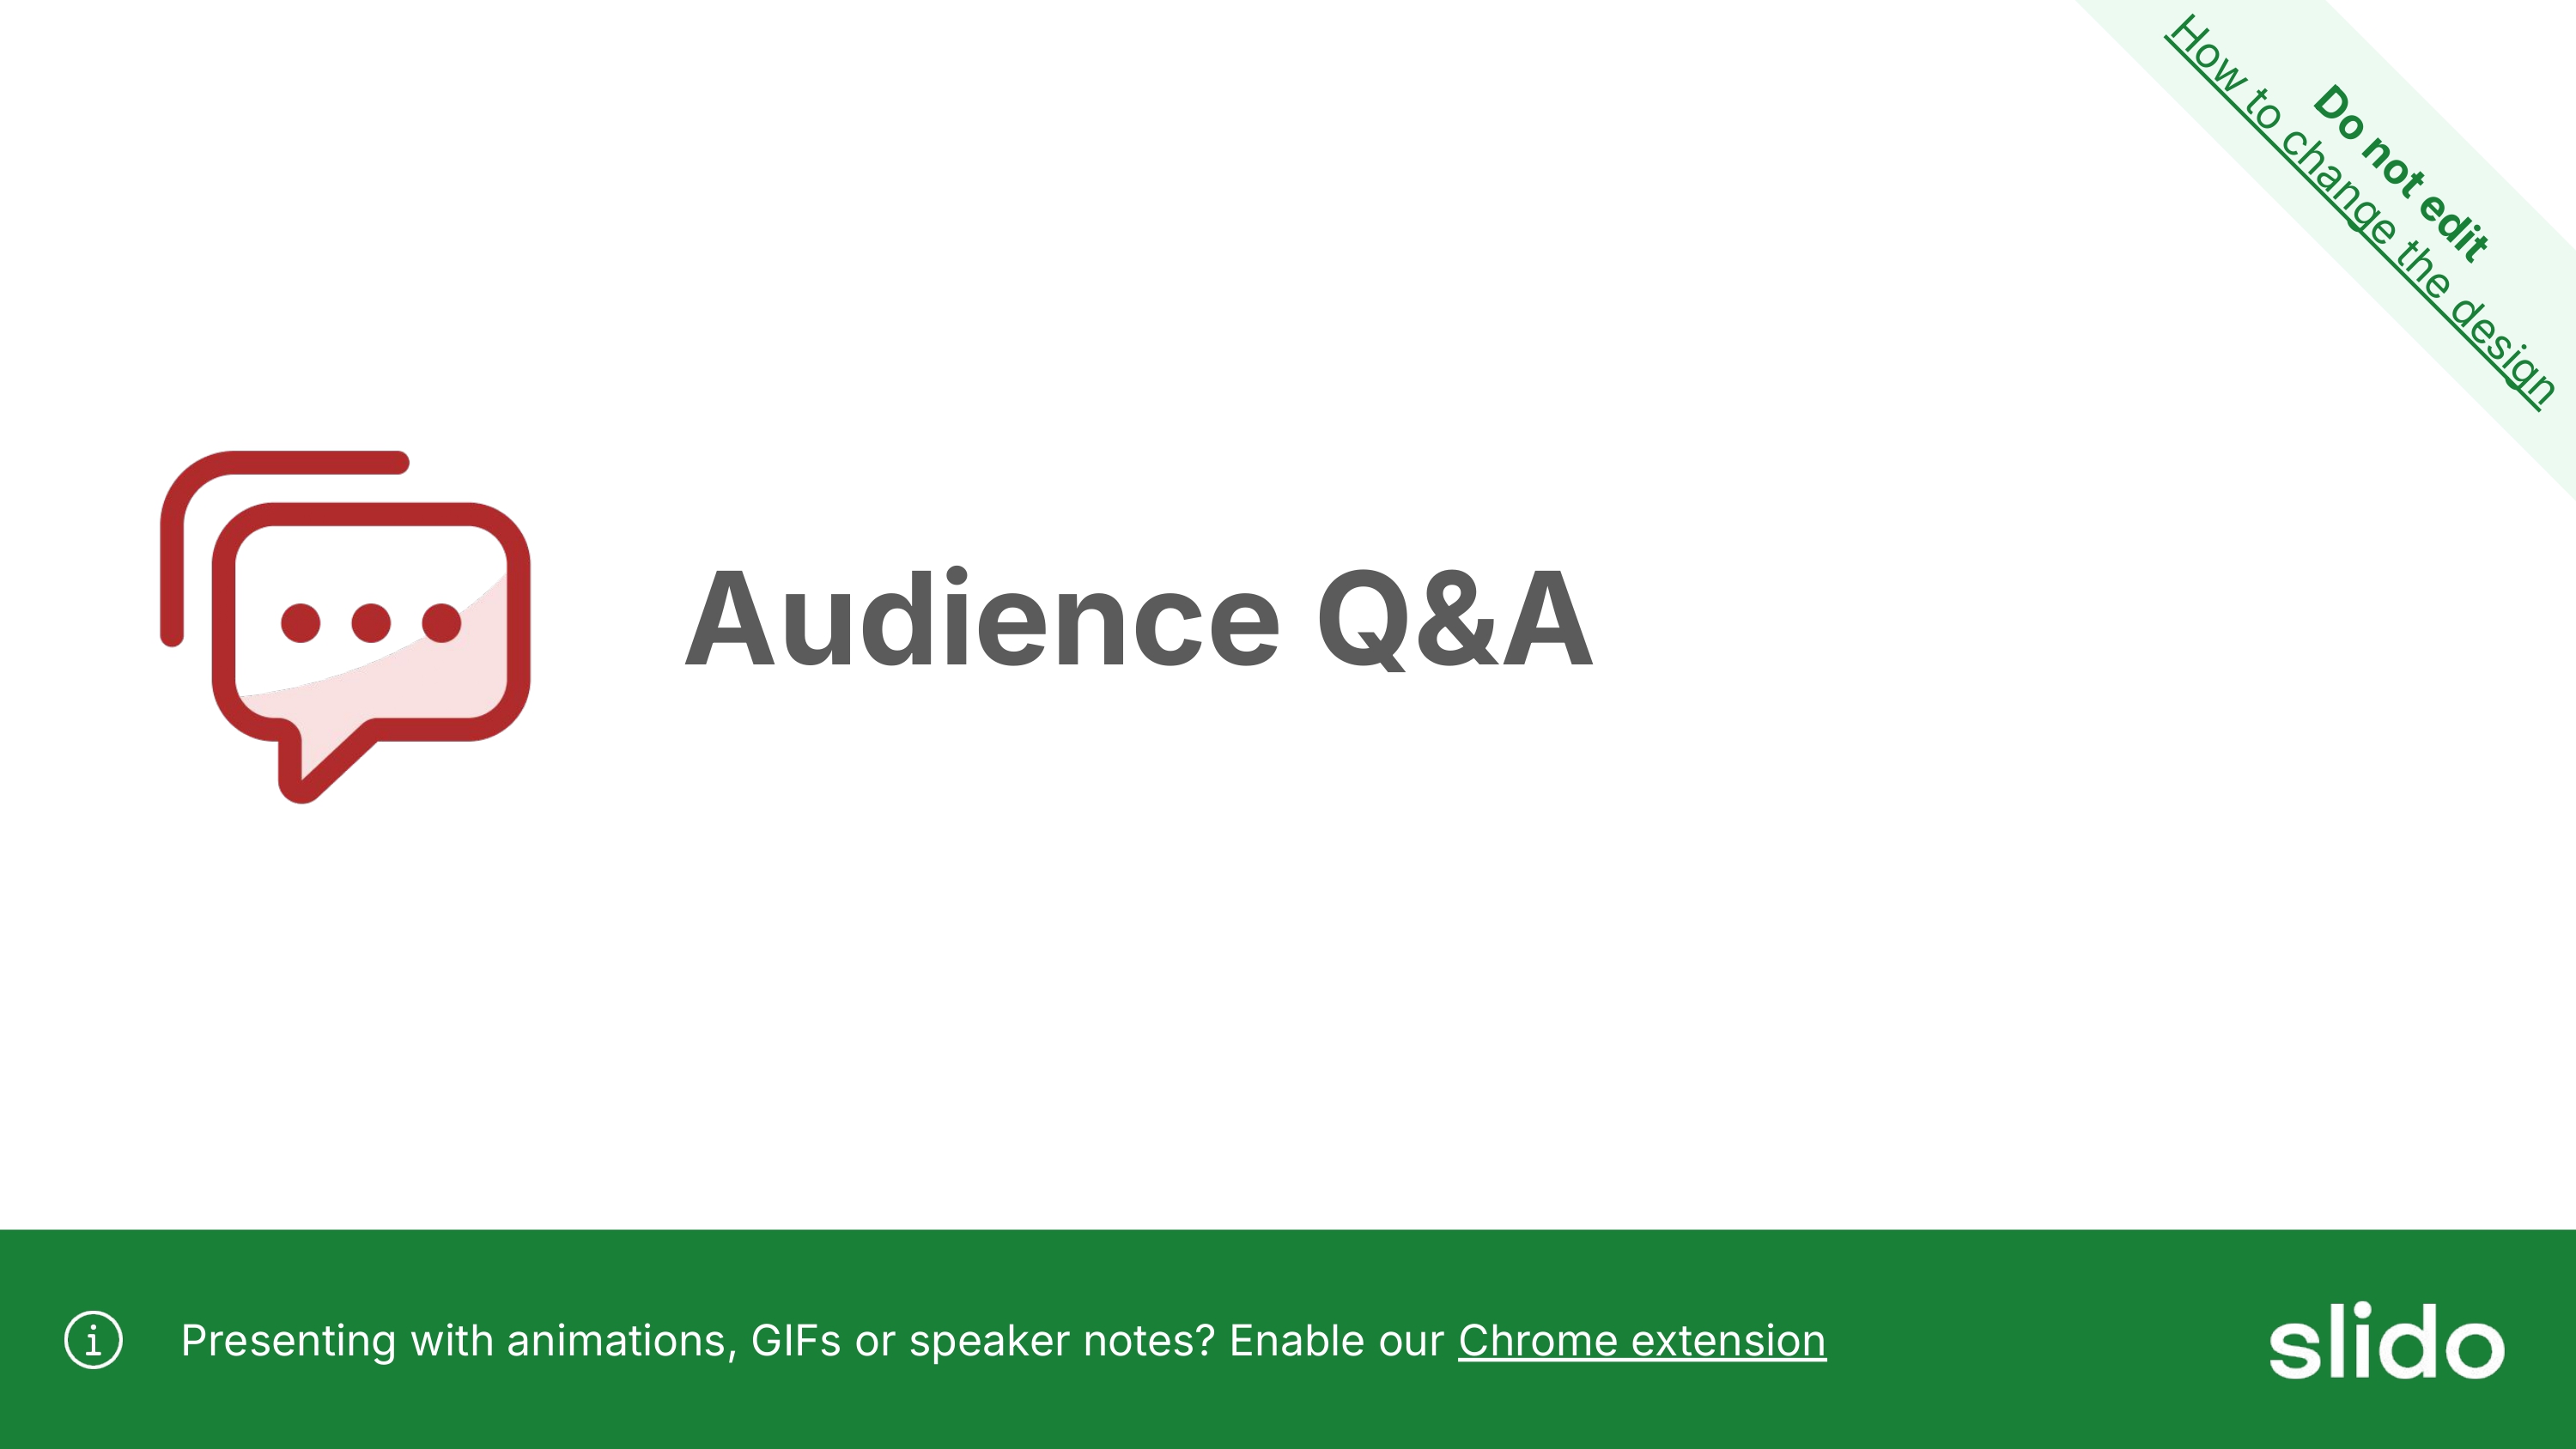 Do not edit
How to change the design
Audience Q&A
Presenting with animations, GIFs or speaker notes? Enable our Chrome extension
slido